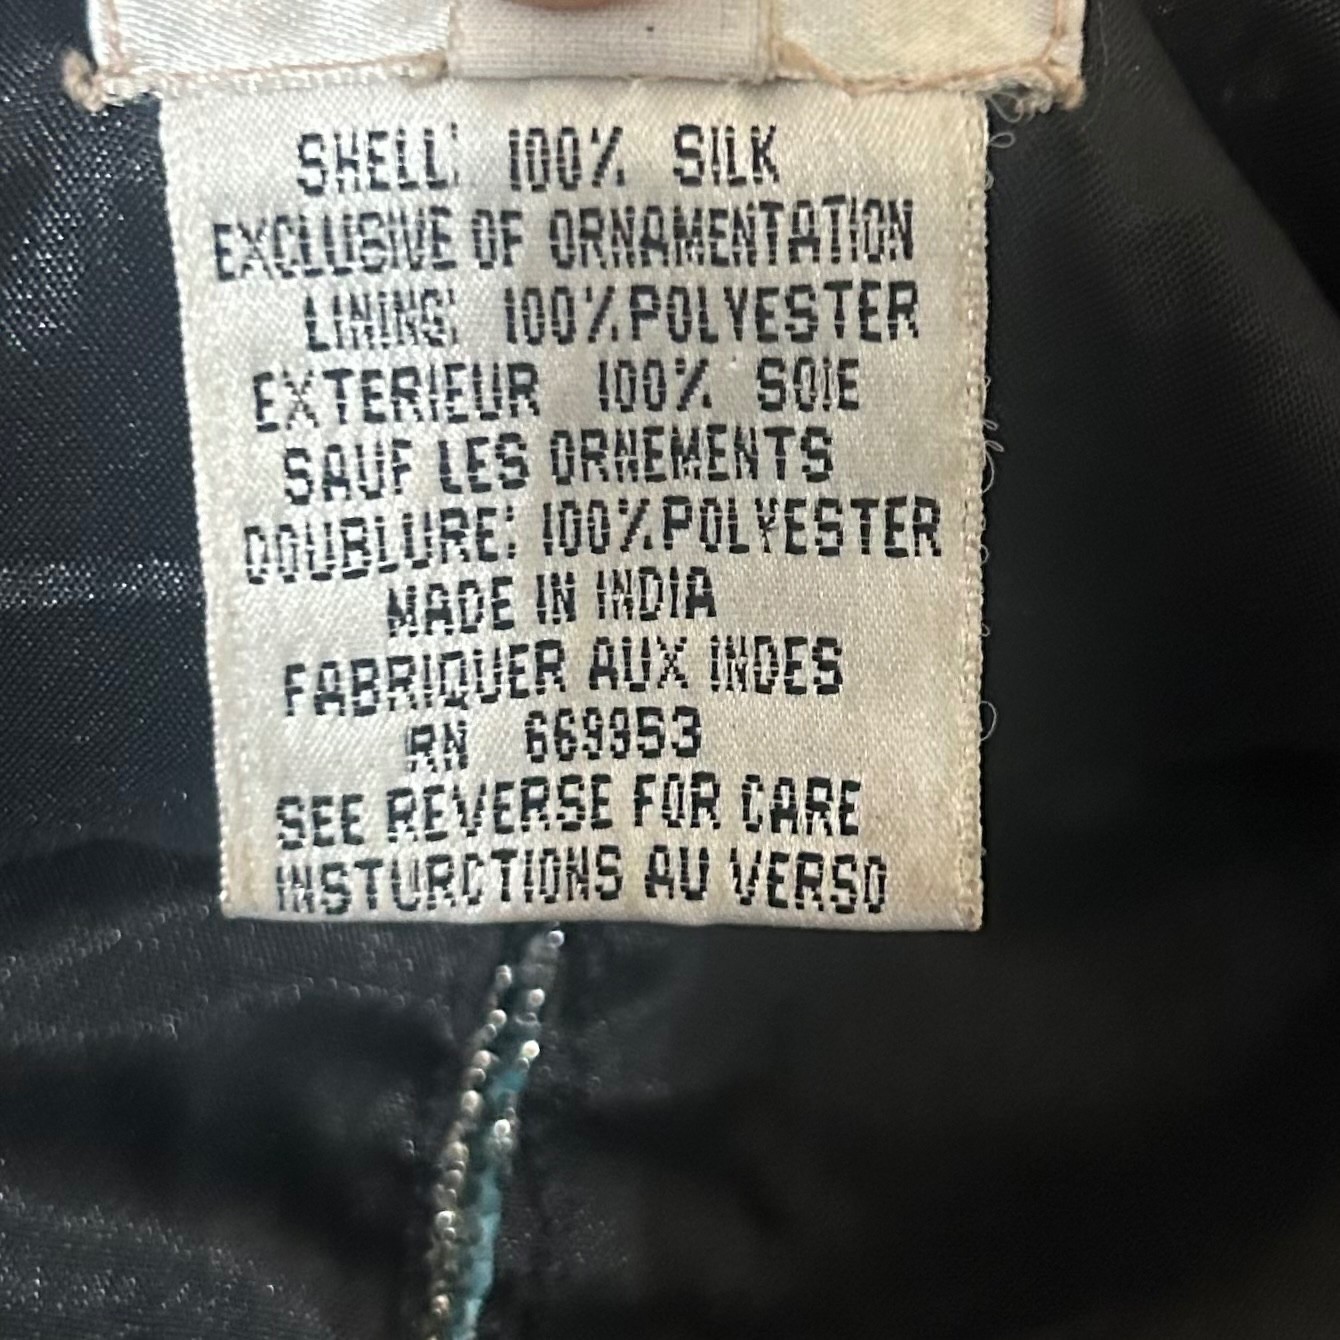 SHELL: 100% SILK
EXCLUSIVE OF ORNAMENTATION
LINING: 100% POLYESTER
EXTERIEUR 100% SOIE
SAUF LES ORNEMENTS
DOUBLURE: 100% POLYESTER
MADE IN INDIA
FABRIQUER AUX INDES
RN 669953
SEE REVERSE FOR CARE
INSTURCTIONS AU VERSO